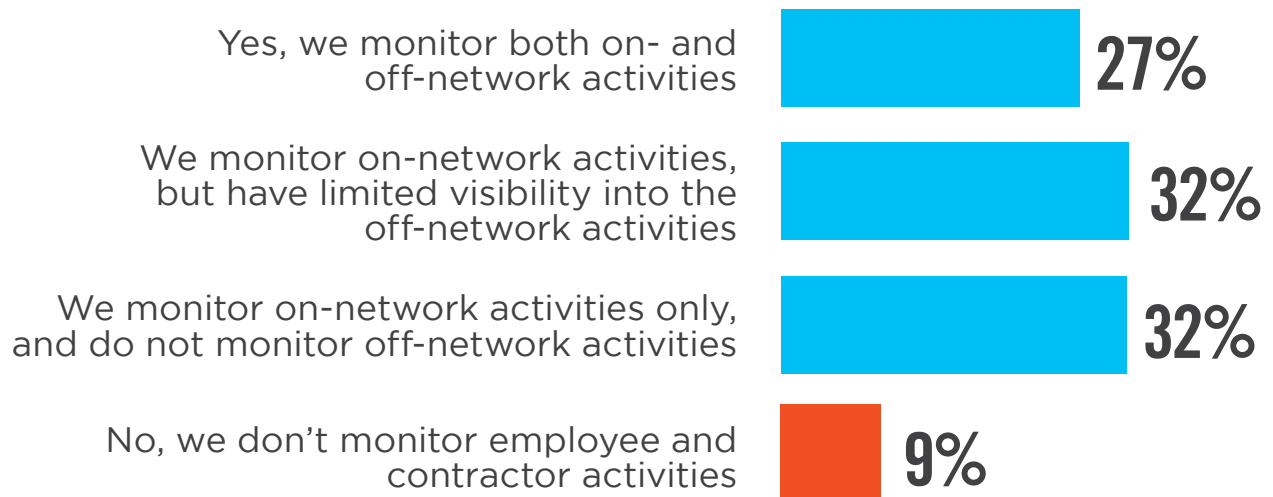 Yes, we monitor both on- and
off-network activities
27%
We monitor on-network activities,
but have limited visibility into the
off-network activities
32%
We monitor on-network activities only,
and do not monitor off-network activities
32%
No, we don’t monitor employee and
contractor activities
9%